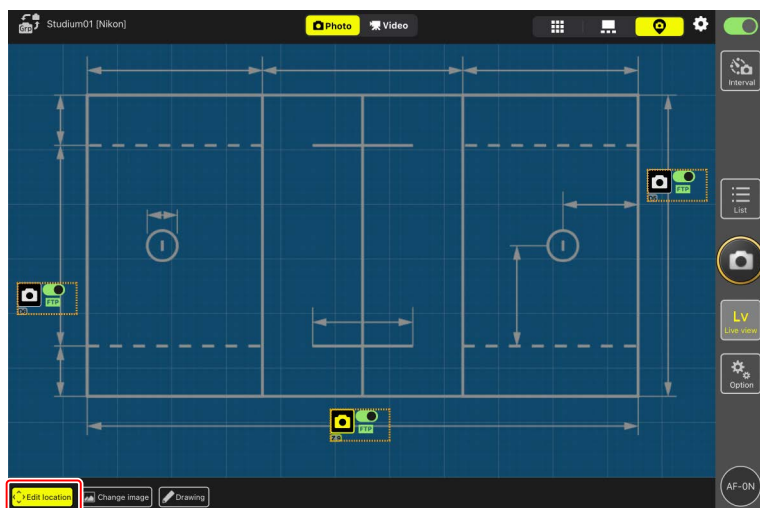 Grp
Studium01 [Nikon]
Photo
Video
Interval
FTP
List
FTP
Lv
Live view
FTP
Option
Edit location
Change image
Drawing
AF-ON